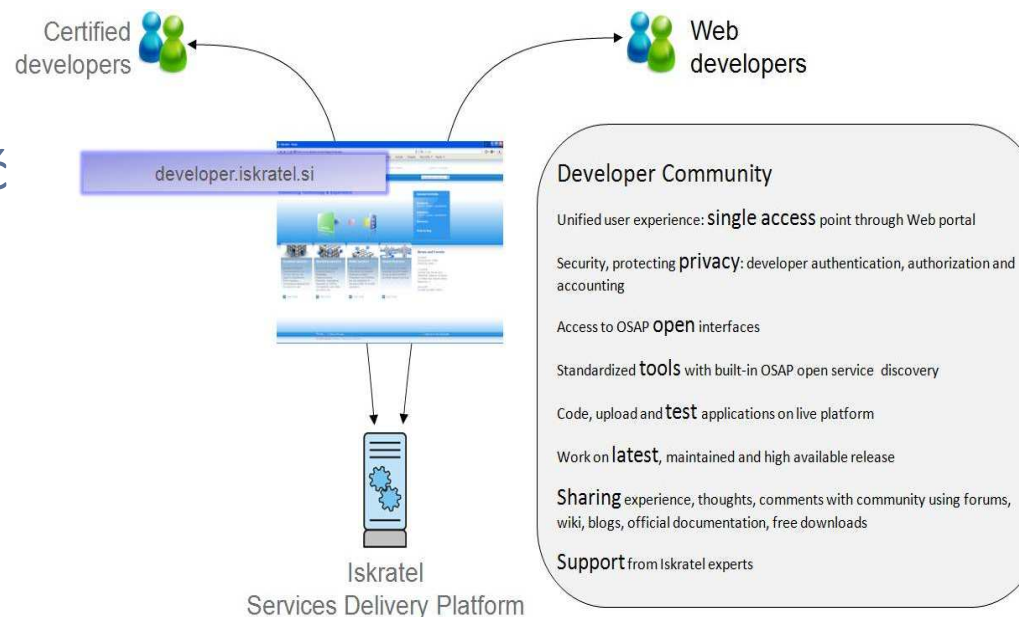 Certified
developers
Web
developers
developer.iskratel.si
Developer Community
Unified user experience: single access point through Web portal
Security, protecting privacy: developer authentication, authorization and
accounting
Access to OSAP open interfaces
Standardized tools with built-in OSAP open service discovery
Code, upload and test applications on live platform
Work on latest, maintained and high available release
Sharing experience, thoughts, comments with community using forums,
wiki, blogs, official documentation, free downloads
Support from Iskratel experts
Iskratel
Services Delivery Platform